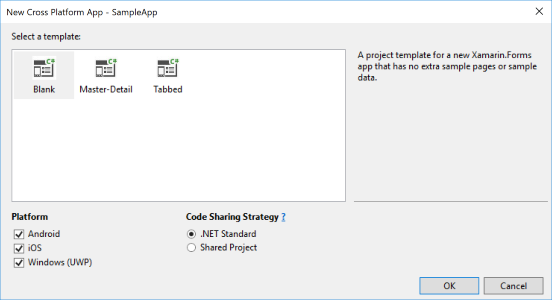 New Cross Platform App - SampleApp
Select a template:
C#
C#
C#
Blank
Master-Detail
Tabbed
A project template for a new Xamarin.Forms
app that has no extra sample pages or sample
data.
Platform
Android
iOS
Windows (UWP)
Code Sharing Strategy ?
.NET Standard
Shared Project
OK
Cancel